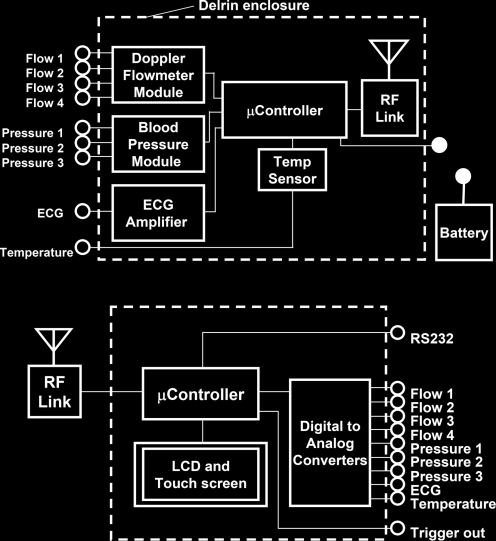 Delrin enclosure
Flow 1
Flow 2
Flow 3
Flow 4
Doppler
Flowmeter
Module
Pressure 1
Pressure 2
Pressure 3
Blood
Pressure
Module
μController
RF
Link
Temp
Sensor
ECG
ECG
Amplifier
Temperature
Battery
RS232
RF
Link
μController
LCD and
Touch screen
Digital to
Analog
Converters
Flow 1
Flow 2
Flow 3
Flow 4
Pressure 1
Pressure 2
Pressure 3
ECG
Temperature
Trigger out